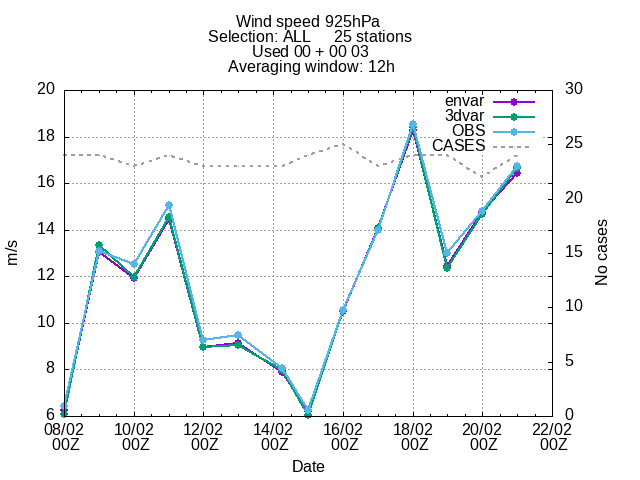 Wind speed 925hPa
Selection: ALL 25 stations
Used 00 + 00 03
Averaging window: 12h
envar
3dvar
OBS
CASES
m/s
No cases
20
18
16
14
12
10
8
6
30
25
20
15
10
5
0
08/02 10/02 12/02 14/02 16/02 18/02 20/02 22/02
00Z 00Z 00Z 00Z 00Z 00Z 00Z 00Z
Date